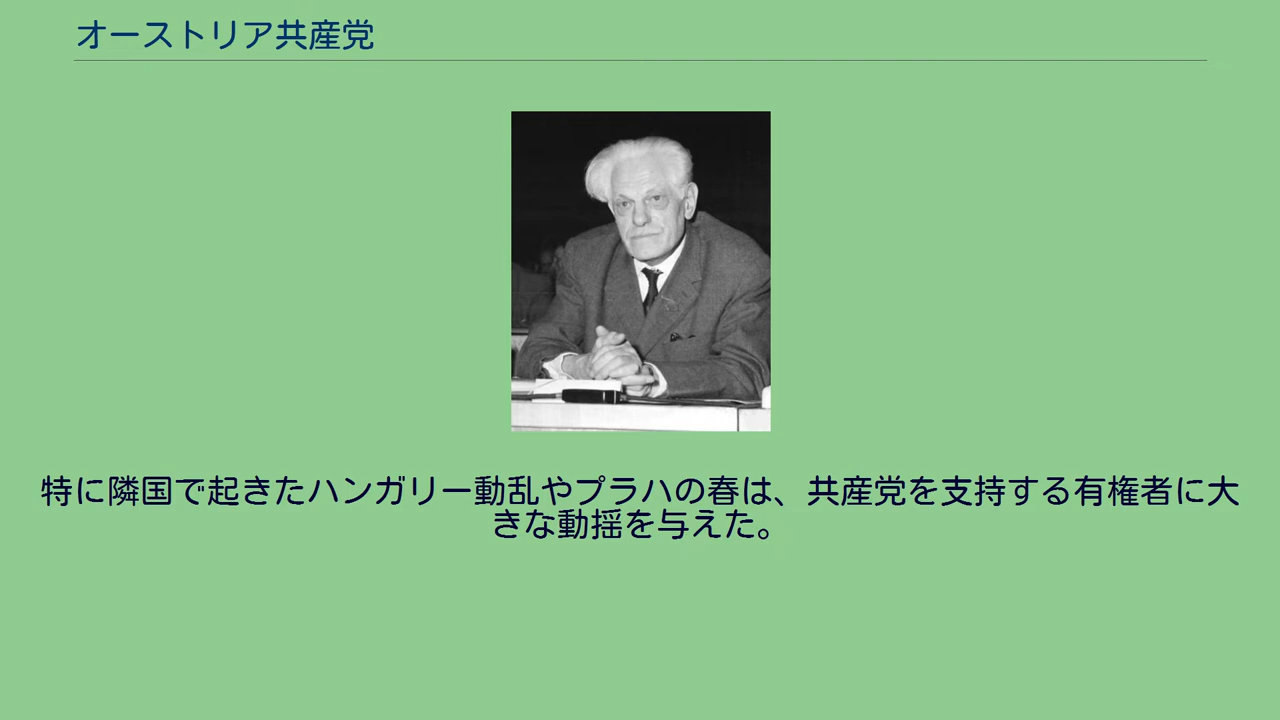 オーストリア共産党
特に隣国で起きたハンガリー動乱やプラハの春は、共産党を支持する有権者に大
きな動揺を与えた。